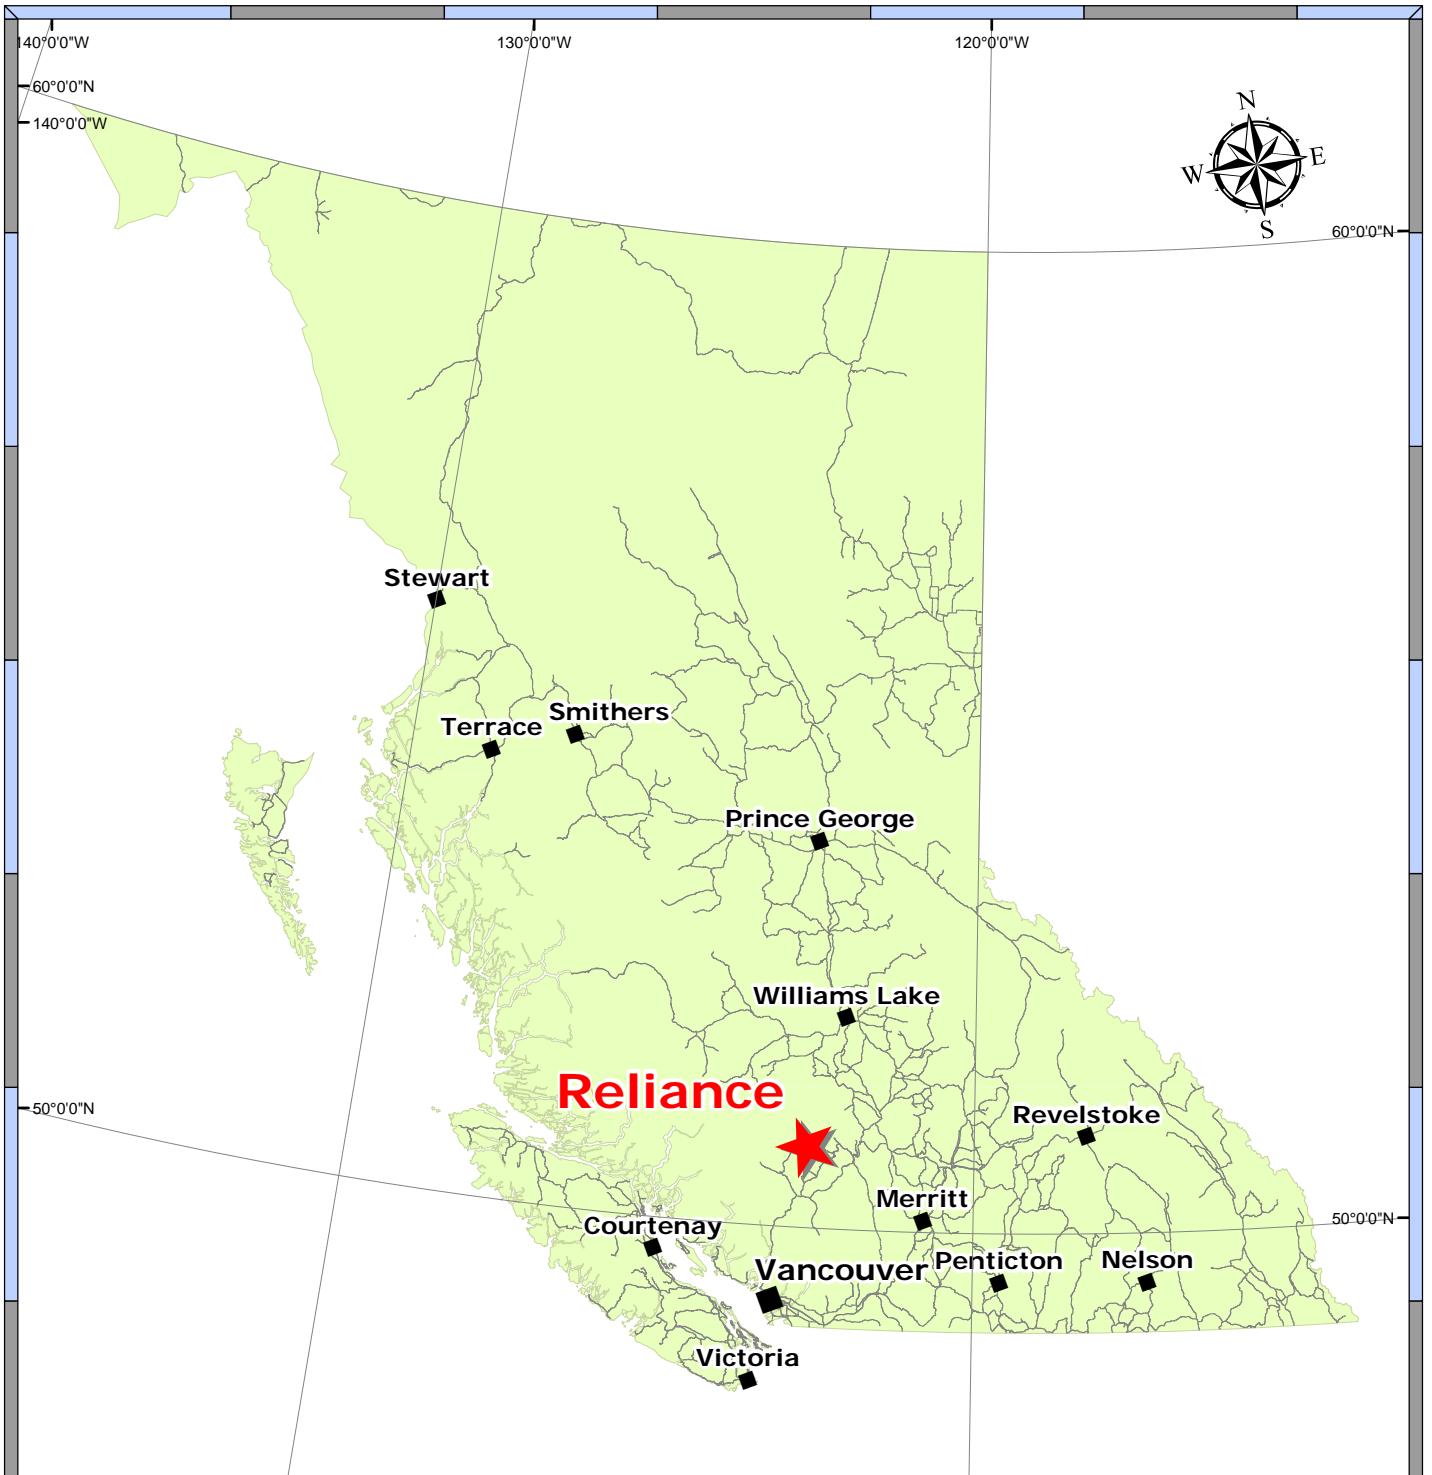 140°0'0"W
130°0'0"W
120°0'0"W
60°0'0"N
140°0'0"W
N
W
E
S
60°0'0"N
Stewart
Smithers
Terrace
Prince George
Williams Lake
Reliance
50°0'0"N
Revelstoke
Merritt
50°0'0"N
Courtenay
Vancouver
Penticton
Nelson
Victoria